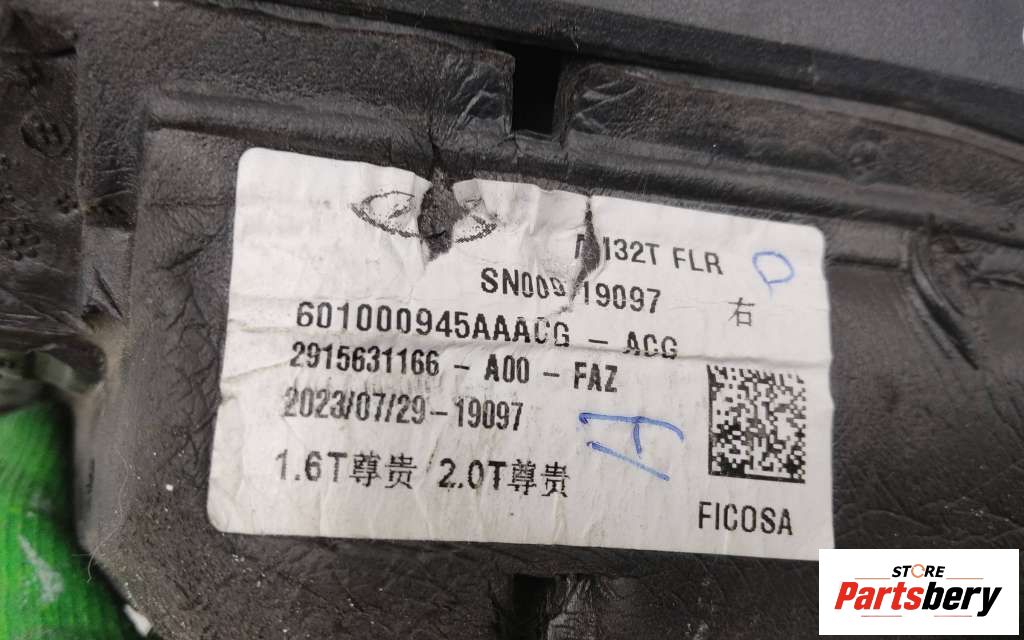 132T FLR
SN009 19097
右
601000945AAACG - ACG
2915631166 - A00 - FAZ
2023/07/29-19097
1.6T尊贵 2.0T尊贵
FICOSA
STORE
Partsbery